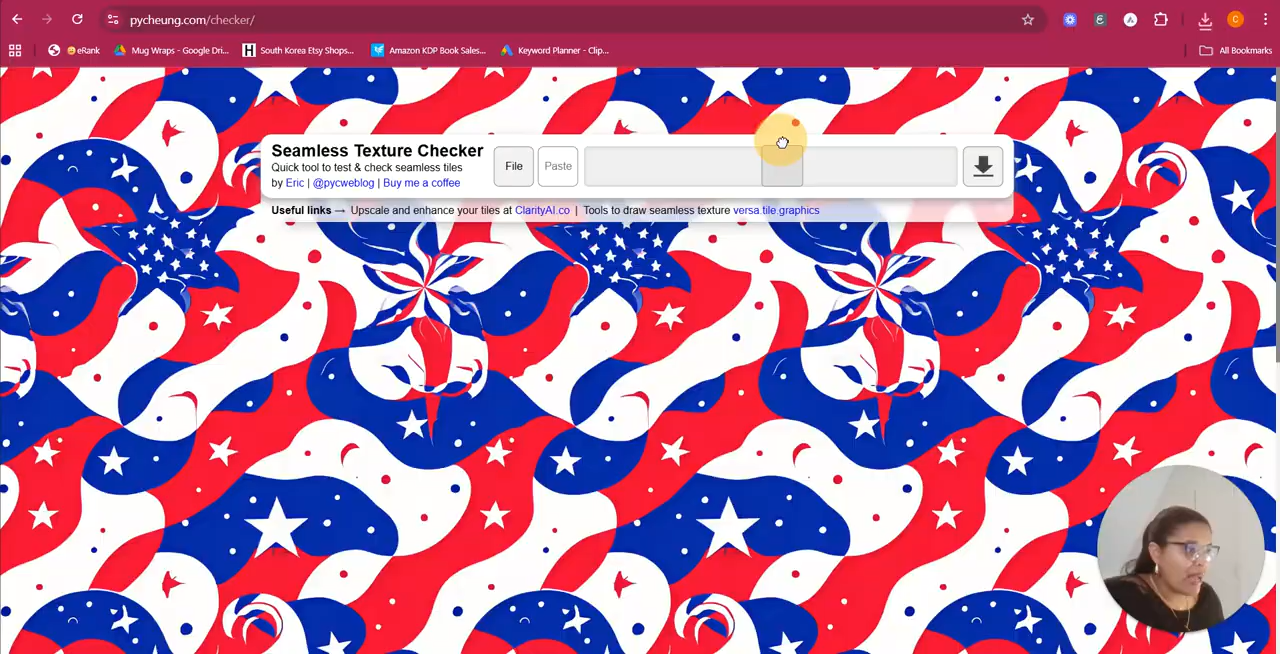 pycheung.com/checker/
C
eRank
Mug Wraps - Google Dri...
South Korea Etsy Shops...
Amazon KDP Book Sales...
Keyword Planner - Clip...
All Bookmarks
Seamless Texture Checker
Quick tool to test & check seamless tiles
by Eric | @pycweblog | Buy me a coffee
File
Paste
Useful links → Upscale and enhance your tiles at ClarityAI.co | Tools to draw seamless texture versa.tile.graphics